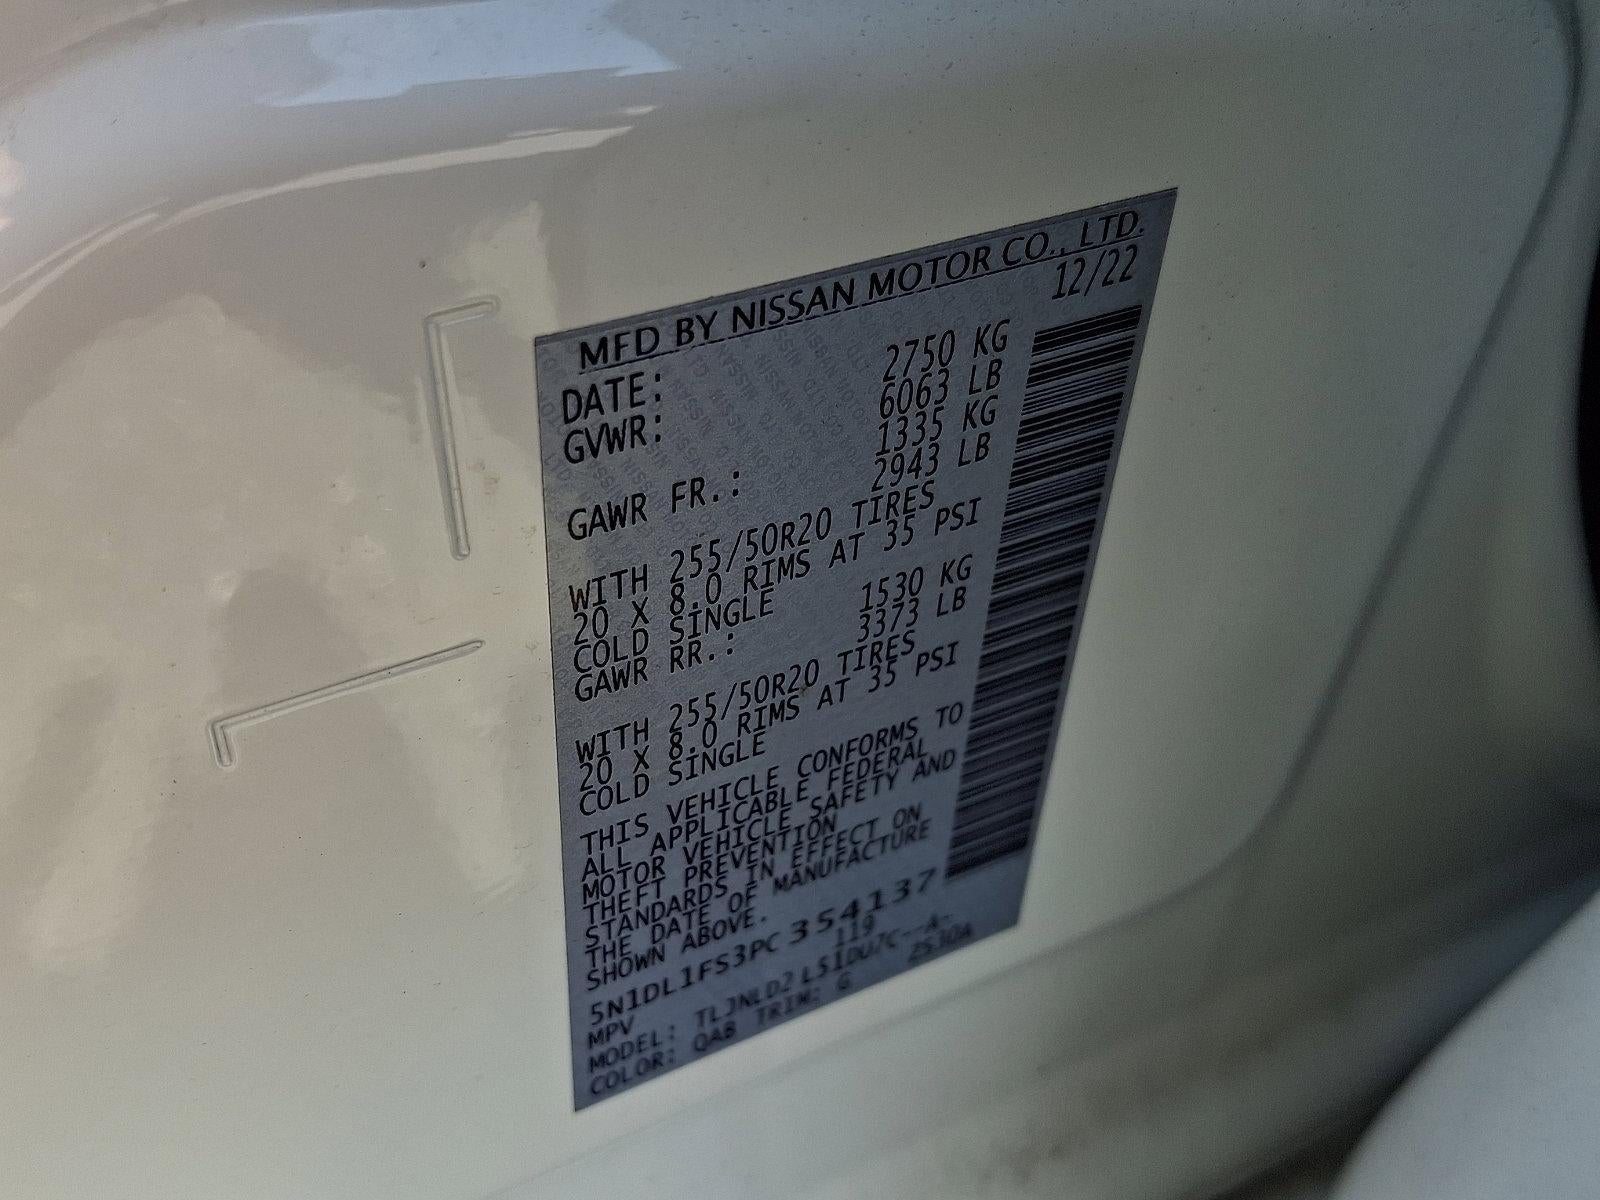 MFD BY NISSAN MOTOR CO., LTD.
DATE: 12/22
GVWR: 2750 KG
6063 LB
GAWR FR.: 1335 KG
2943 LB
WITH 255/50R20 TIRES
20 X 8.0 RIMS AT 35 PSI
COLD SINGLE
GAWR RR.: 1530 KG
3373 LB
WITH 255/50R20 TIRES
20 X 8.0 RIMS AT 35 PSI
COLD SINGLE
THIS VEHICLE CONFORMS TO
ALL APPLICABLE FEDERAL
MOTOR VEHICLE SAFETY AND
THEFT PREVENTION
STANDARDS IN EFFECT ON
THE DATE OF MANUFACTURE
SHOWN ABOVE.
5N1DL1FS3PC354137
MPV 119
MODEL: TLJNLD2 L51DU7C--A-
COLOR: QAB TRIM: G